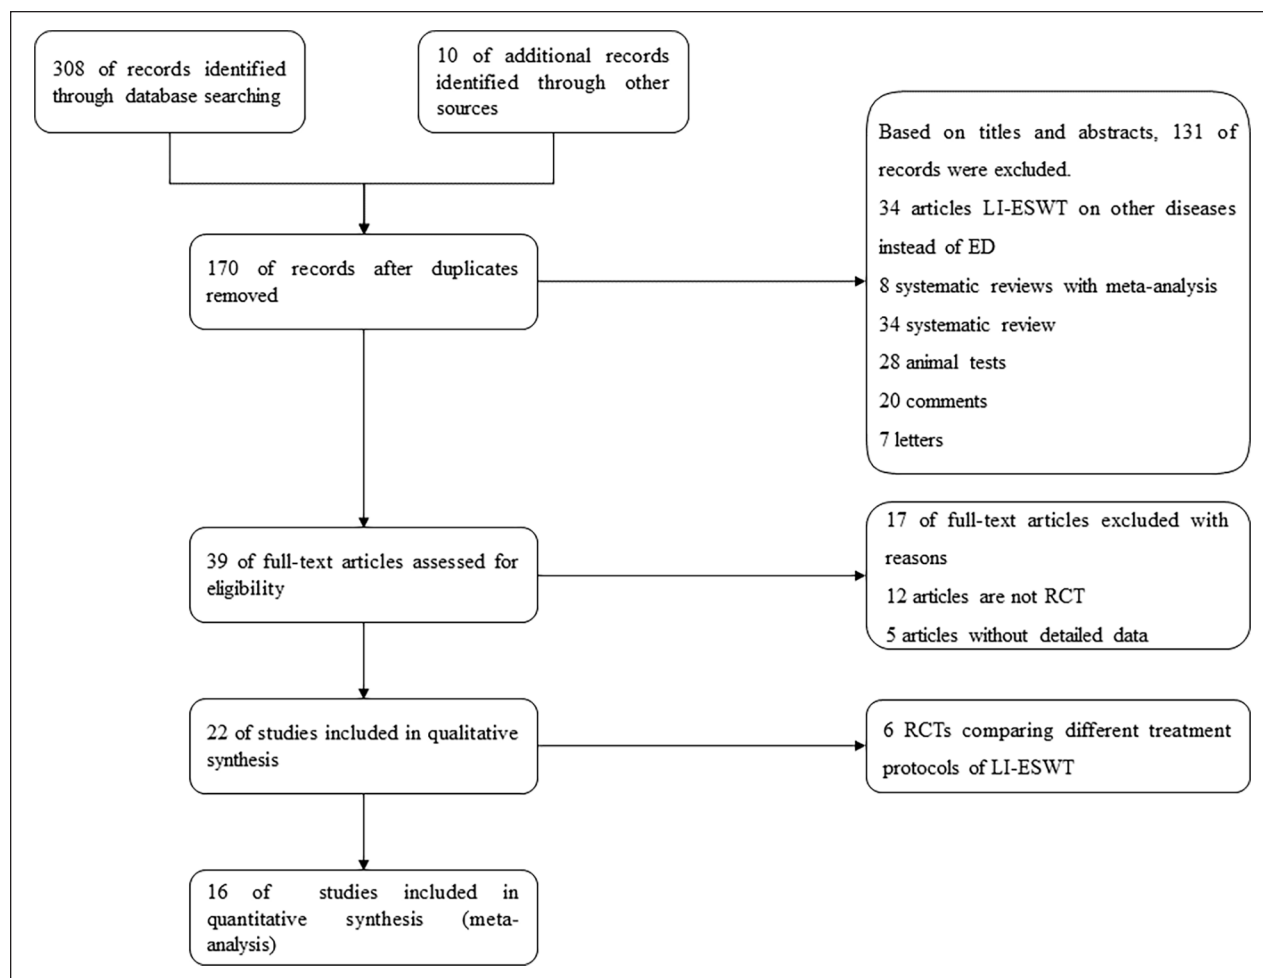 308 of records identified
through database searching
10 of additional records
identified through other
sources
Based on titles and abstracts, 131 of
records were excluded.
34 articles LI-ESWT on other diseases
instead of ED
8 systematic reviews with meta-analysis
34 systematic review
28 animal tests
20 comments
7 letters
170 of records after duplicates
removed
39 of full-text articles assessed for
eligibility
17 of full-text articles excluded with
reasons
12 articles are not RCT
5 articles without detailed data
22 of studies included in qualitative
synthesis
6 RCTs comparing different treatment
protocols of LI-ESWT
16 of studies included in
quantitative synthesis (meta-
analysis)